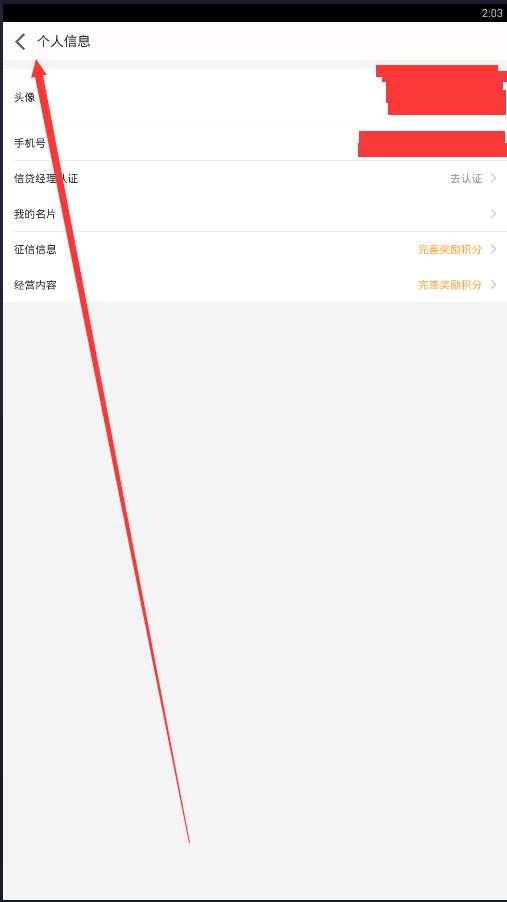 2:03
个人信息
头像
手机号
信贷经理认证 去认证
我的名片
征信信息 完善奖励积分
经营内容 完善奖励积分